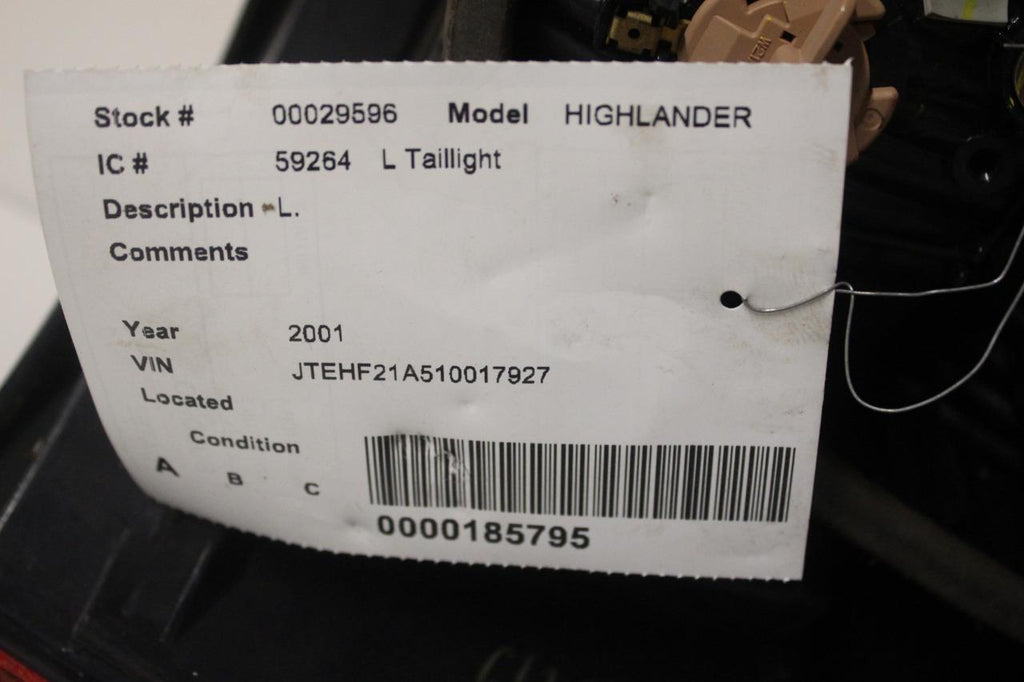 Stock # 00029596 Model HIGHLANDER
IC # 59264 L Taillight
Description L.
Comments
Year 2001
VIN JTEHF21A510017927
Located
Condition
A B C
0000185795